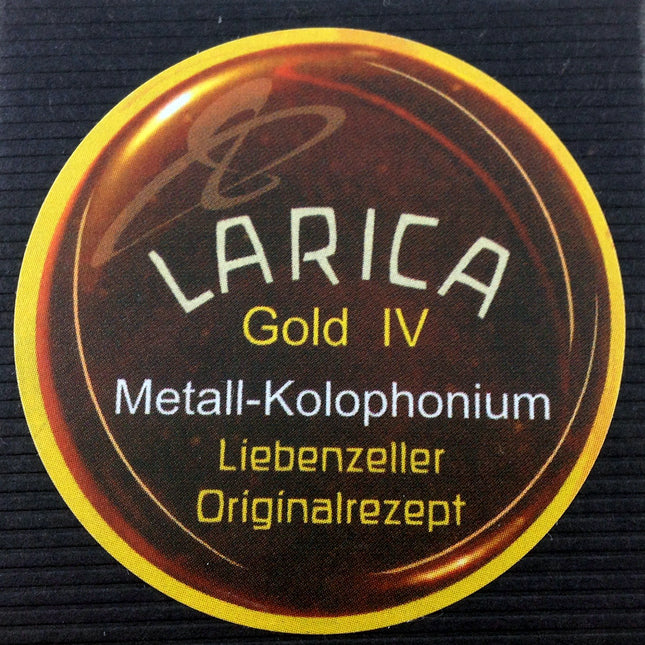 LARICA
Gold IV
Metall-Kolophonium
Liebenzeller
Originalrezept